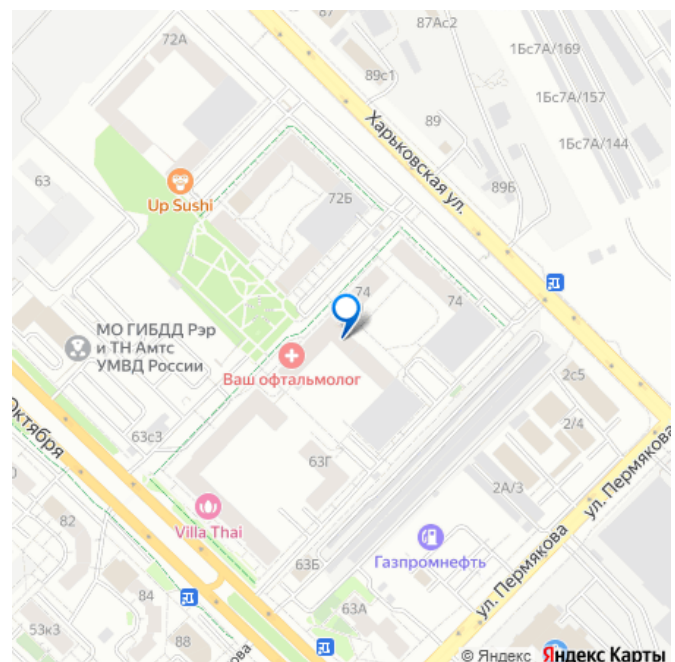 87Ас2
72А
1Бс7А/169
89с1
1Бс7А/157
Харьковская ул.
89
1Бс7А/144
63
89Б
Up Sushi
72Б
74
74
МО ГИБДД Рэр
и ТН Амтс
УМВД России
Ваш офтальмолог
2с5
Октября
63с3
2/4
63Г
ул. Пермякова
2А/3
Villa Thai
82
Газпромнефть
63Б
ул. Пермякова
84
63А
53к3
88
ова
© Яндекс Яндекс Карты